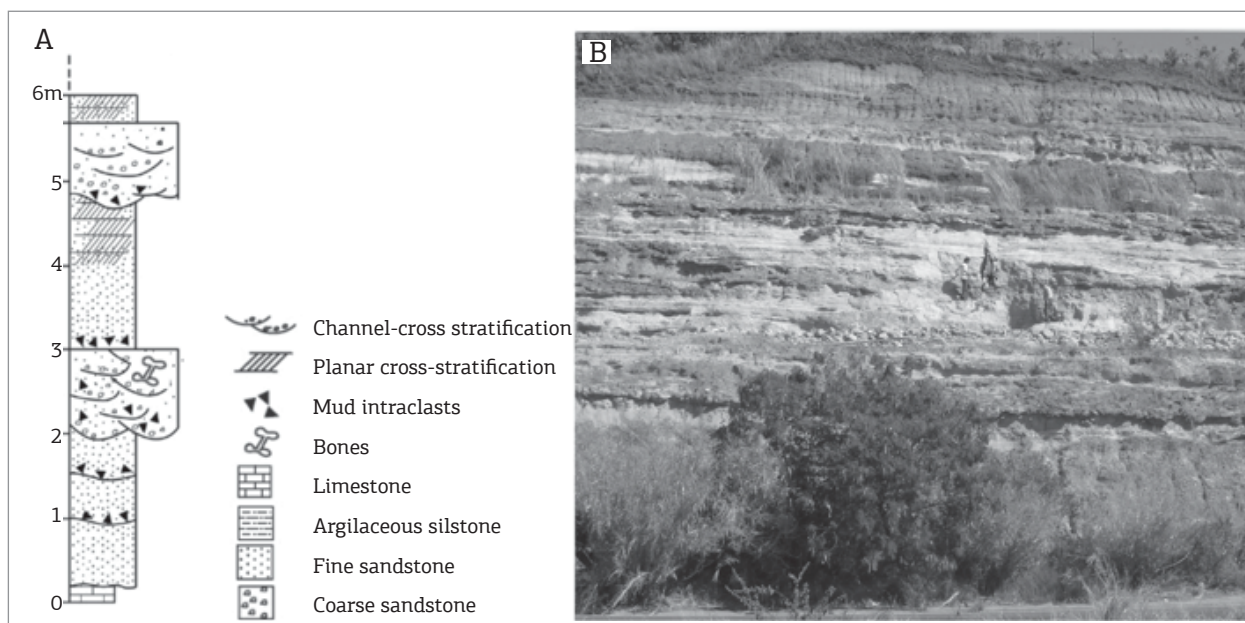 A
B
6m
5
4
3
2
1
0
Channel-cross stratification
Planar cross-stratification
Mud intraclasts
Bones
Limestone
Argilaceous silstone
Fine sandstone
Coarse sandstone